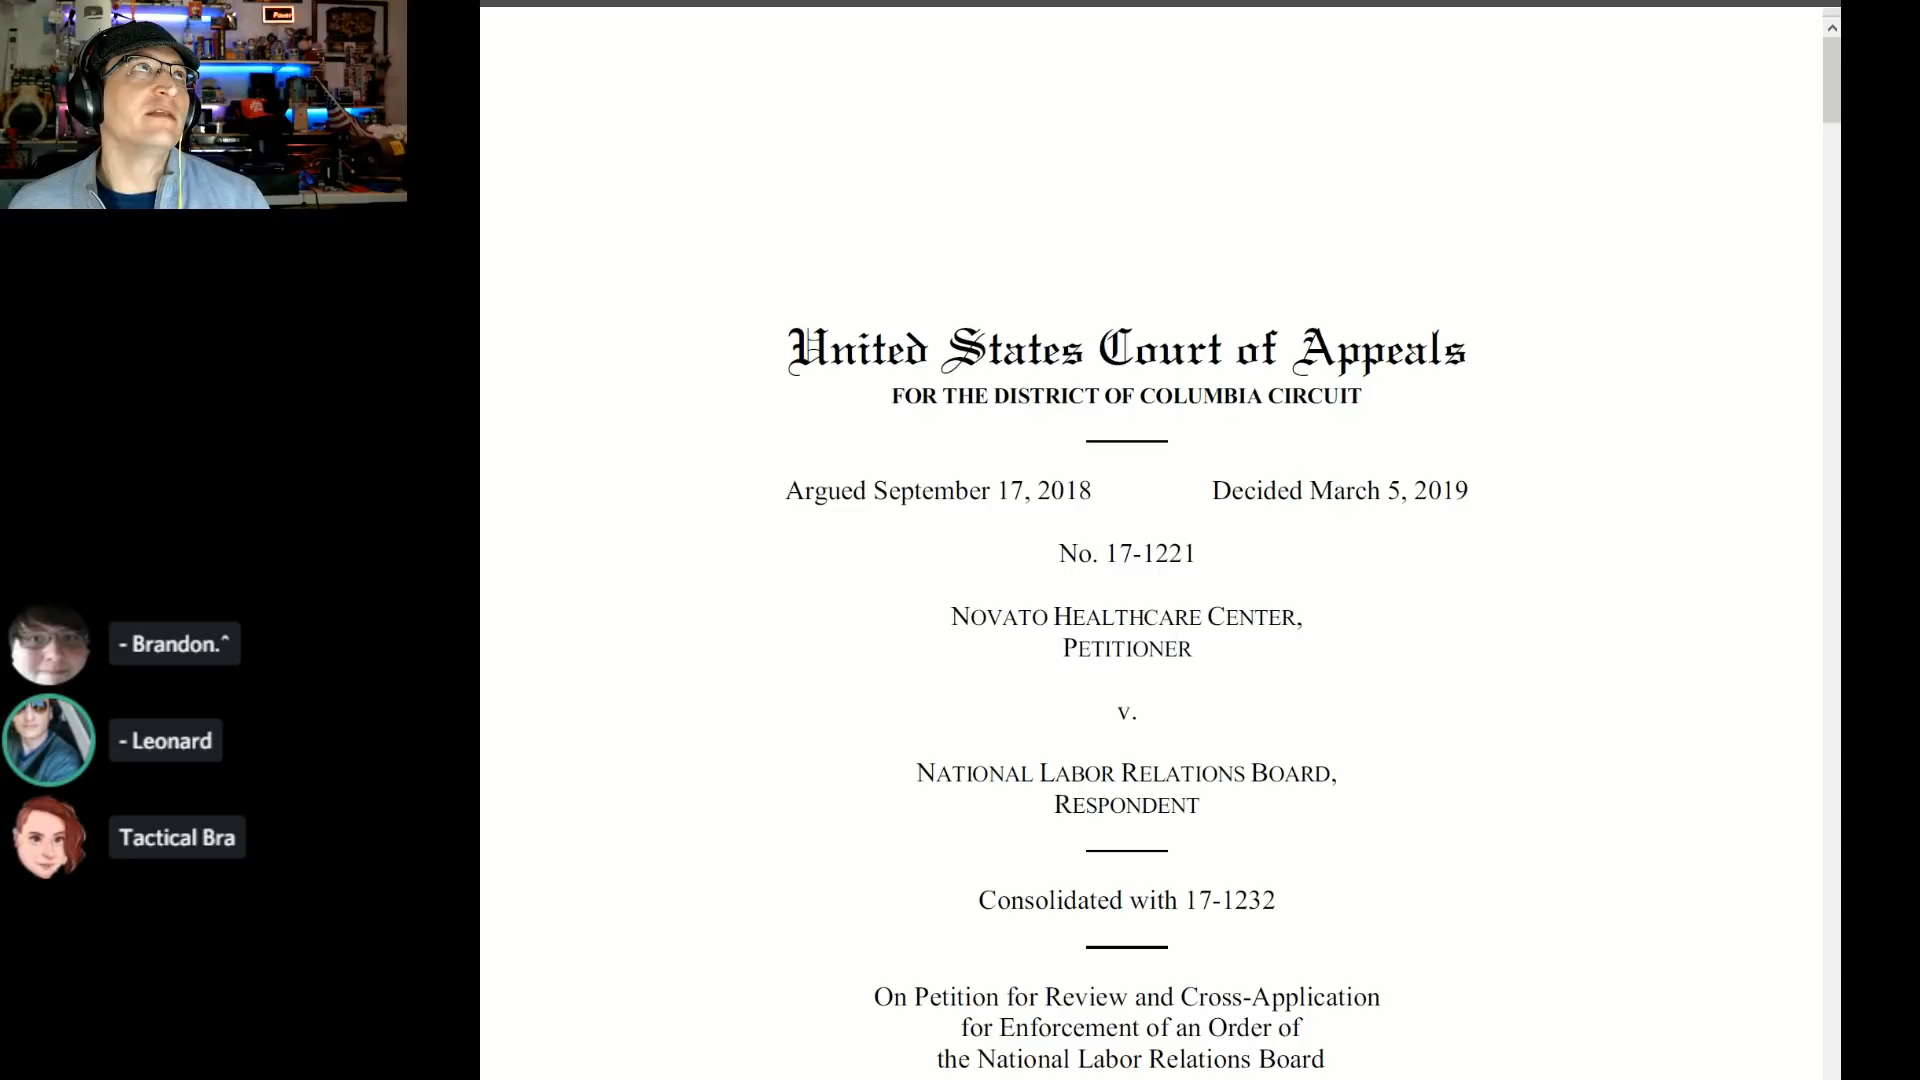 Power
- Brandon.^
- Leonard
Tactical Bra
United States Court of Appeals
FOR THE DISTRICT OF COLUMBIA CIRCUIT
Argued September 17, 2018 Decided March 5, 2019
No. 17-1221
NOVATO HEALTHCARE CENTER,
PETITIONER
v.
NATIONAL LABOR RELATIONS BOARD,
RESPONDENT
Consolidated with 17-1232
On Petition for Review and Cross-Application
for Enforcement of an Order of
the National Labor Relations Board